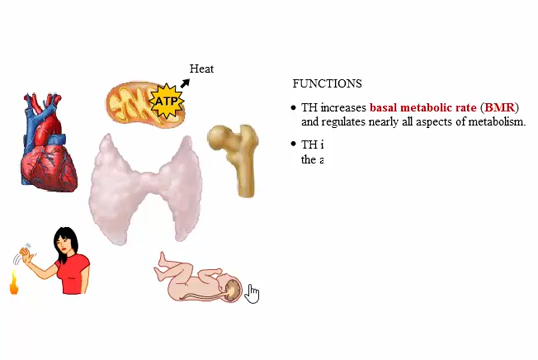 Heat
ATP
FUNCTIONS
• TH increases basal metabolic rate (BMR)
and regulates nearly all aspects of metabolism.
• TH i
the a